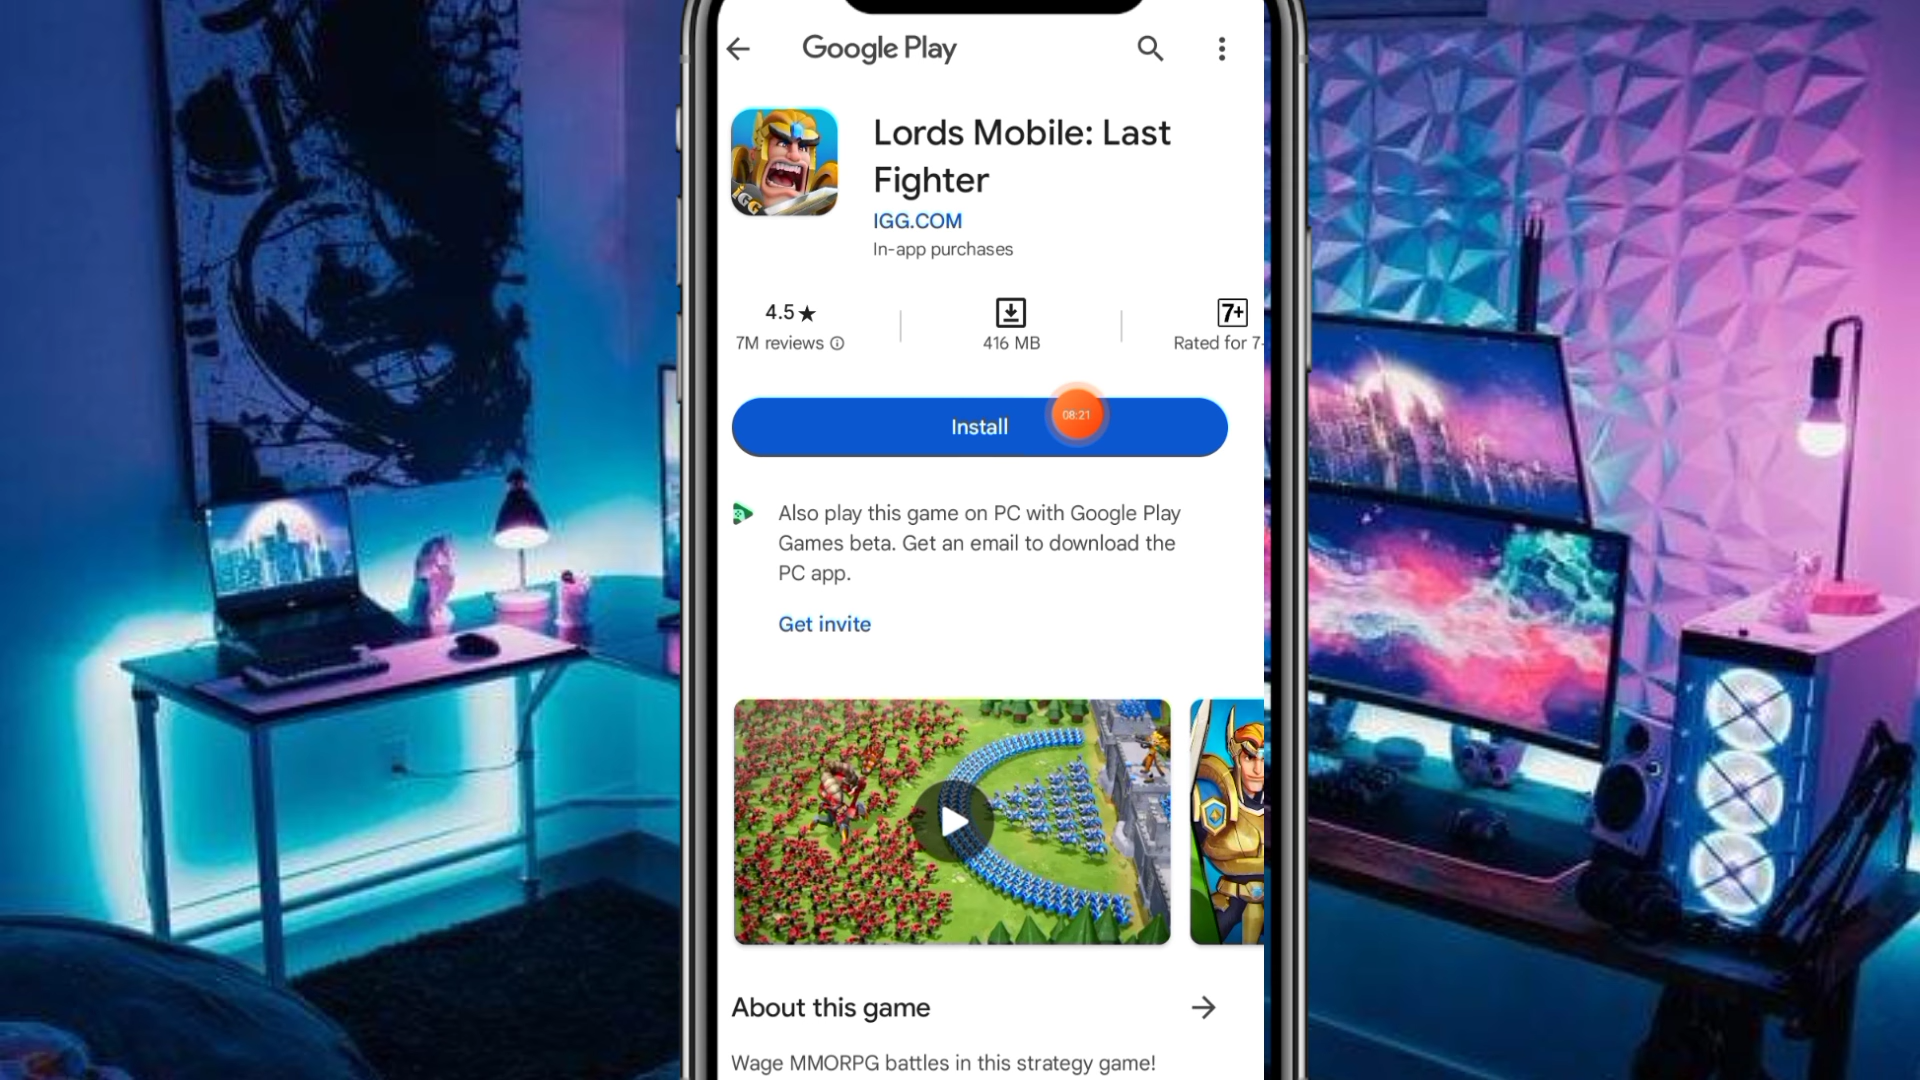 Google Play
Lords Mobile: Last
Fighter
IGG.COM
In-app purchases
IGG
4.5★
7M reviews
416 MB
7+
Rated for 7
Install
08:21
Also play this game on PC with Google Play
Games beta. Get an email to download the
PC app.
Get invite
About this game
Wage MMORPG battles in this strategy game!